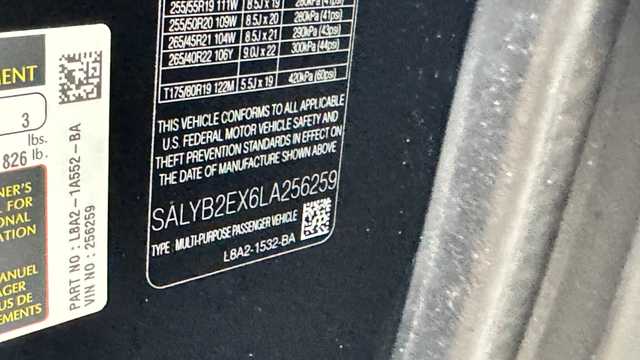 MENT
3
lbs.
826 lb.
NER'S
L FOR
ONAL
ATION
MANUEL
AGER
US DE
EMENTS
PART NO : L8A2-1A552-BA
VIN NO : 256259
255/55R19 111W 8.5J x 19 280kPa (41psi)
255/50R20 109W 8.5J x 20 280kPa (41psi)
265/45R21 104W 8.5J x 21 290kPa (43psi)
265/40R22 106Y 9.0J x 22 300kPa (44psi)
T175/80R19 122M 5.5J x 19 420kPa (60psi)
THIS VEHICLE CONFORMS TO ALL APPLICABLE
U.S. FEDERAL MOTOR VEHICLE SAFETY AND
THEFT PREVENTION STANDARDS IN EFFECT ON
THE DATE OF MANUFACTURE SHOWN ABOVE
SALYB2EX6LA256259
TYPE : MULTI-PURPOSE PASSENGER VEHICLE
L8A2-1532-BA